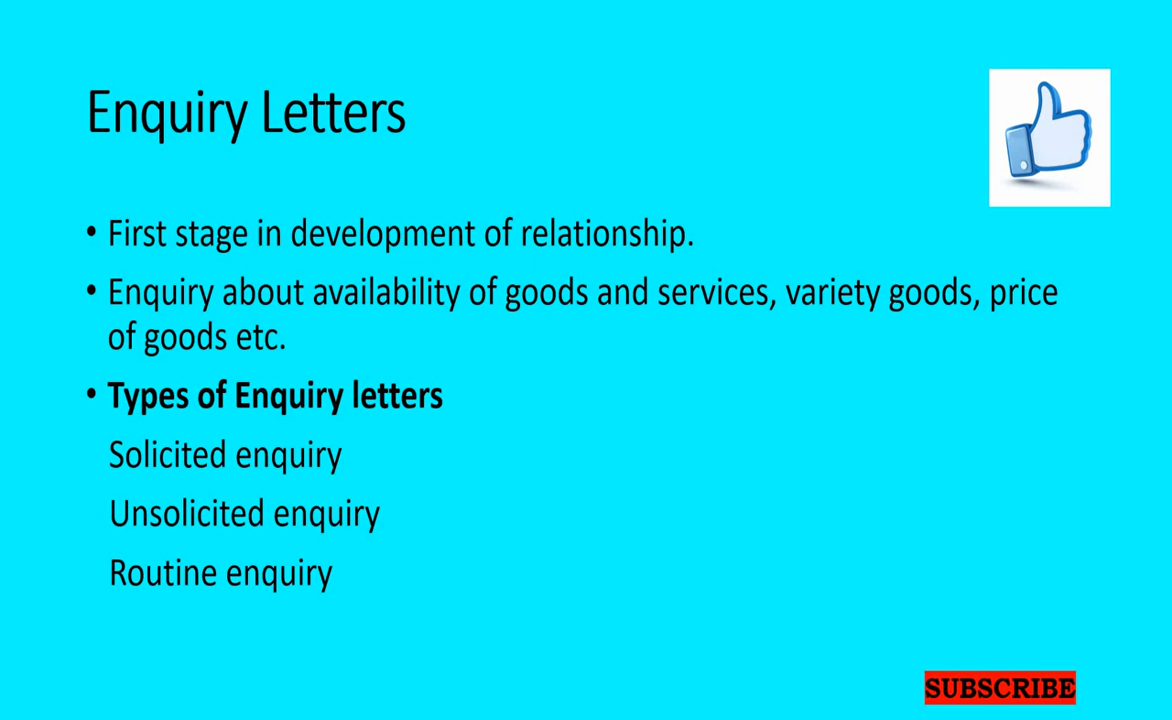 Enquiry Letters
• First stage in development of relationship.
• Enquiry about availability of goods and services, variety goods, price
of goods etc.
• Types of Enquiry letters
Solicited enquiry
Unsolicited enquiry
Routine enquiry
SUBSCRIBE